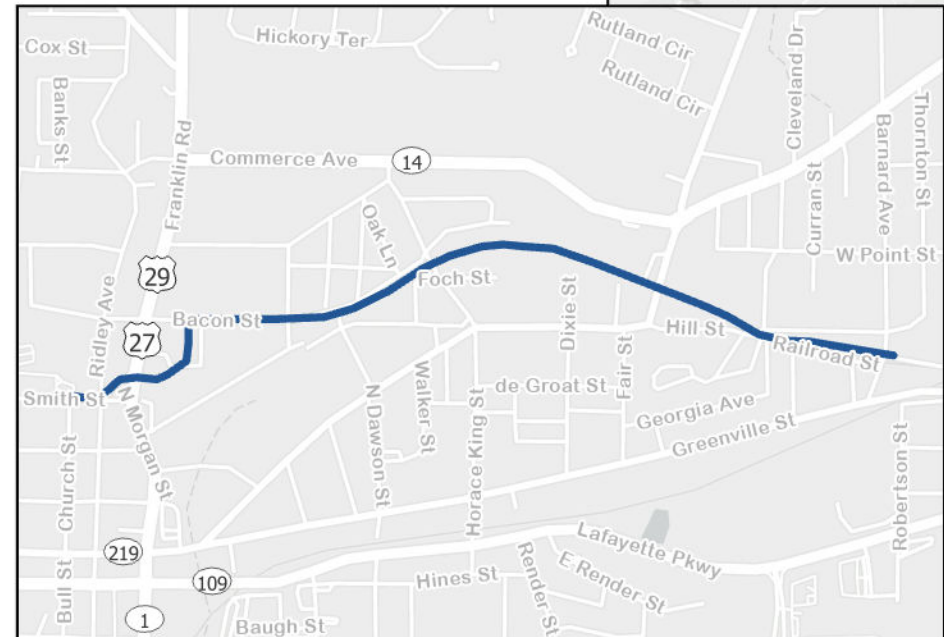 Cox St
Hickory Ter
Rutland Cir
Rutland Cir
Cleveland Dr
Banks St
Franklin Rd
Barnard Ave
Thornton St
Commerce Ave
14
Curran St
Oak Ln
W Point St
29
Foch St
Ridley Ave
Bacon St
27
Dixie St
Hill St
Railroad St
Fair St
Smith St
N Morgan St
Walker St
de Groat St
N Dawson St
Horace King St
Georgia Ave
Greenville St
Church St
Robertson St
219
Lafayette Pkwy
109
Hines St
Render St
E Render St
Bull St
1
Baugh St